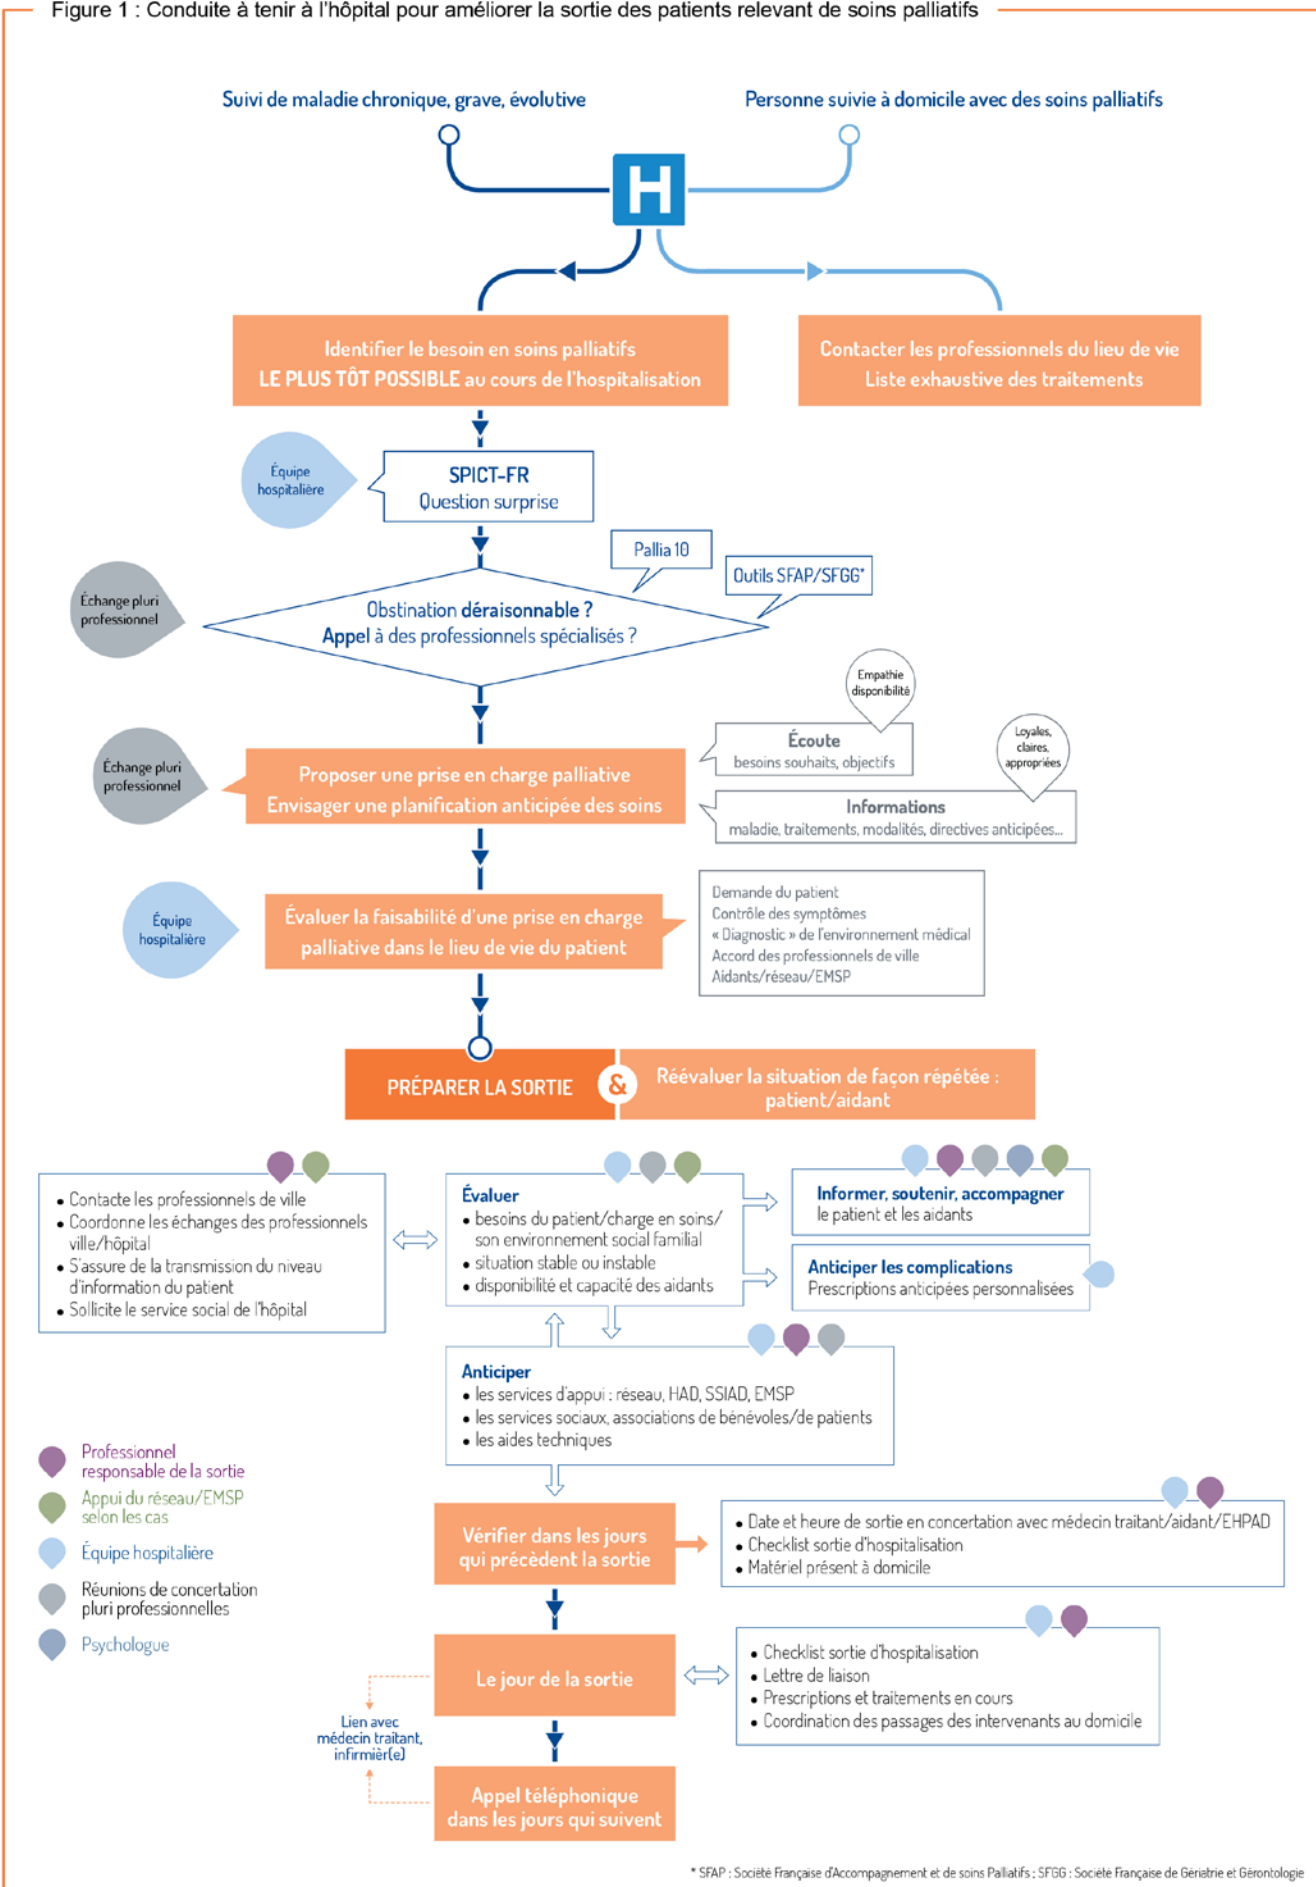 Figure 1 : Conduite à tenir à l'hôpital pour améliorer la sortie des patients relevant de soins palliatifs
Suivi de maladie chronique, grave, évolutive
Personne suivie à domicile avec des soins palliatifs
H
Identifier le besoin en soins palliatifs
LE PLUS TÔT POSSIBLE au cours de l'hospitalisation
Contacter les professionnels du lieu de vie
Liste exhaustive des traitements
Équipe
hospitalière
SPICT-FR
Question surprise
Pallia 10
Outils SFAP/SFGG*
Échange pluri
professionnel
Obstination déraisonnable ?
Appel à des professionnels spécialisés ?
Empathie
disponibilité
Écoute
besoins souhaits, objectifs
Loyales,
claires,
appropriées
Échange pluri
professionnel
Proposer une prise en charge palliative
Envisager une planification anticipée des soins
Informations
maladie, traitements, modalités, directives anticipées...
Équipe
hospitalière
Évaluer la faisabilité d'une prise en charge
palliative dans le lieu de vie du patient
Demande du patient
Contrôle des symptômes
« Diagnostic » de l'environnement médical
Accord des professionnels de ville
Aidants/réseau/EMSP
PRÉPARER LA SORTIE
&
Réévaluer la situation de façon répétée :
patient/aidant
• Contacte les professionnels de ville
• Coordonne les échanges des professionnels
ville/hôpital
• S'assure de la transmission du niveau
d'information du patient
• Sollicite le service social de l'hôpital
Évaluer
• besoins du patient/charge en soins/
son environnement social familial
• situation stable ou instable
• disponibilité et capacité des aidants
Informer, soutenir, accompagner
le patient et les aidants
Anticiper les complications
Prescriptions anticipées personnalisées
Anticiper
• les services d'appui : réseau, HAD, SSIAD, EMSP
• les services sociaux, associations de bénévoles/de patients
• les aides techniques
Professionnel
responsable de la sortie
Appui du réseau/EMSP
selon les cas
Équipe hospitalière
Réunions de concertation
pluri professionnelles
Psychologue
Vérifier dans les jours
qui précèdent la sortie
• Date et heure de sortie en concertation avec médecin traitant/aidant/EHPAD
• Checklist sortie d'hospitalisation
• Matériel présent à domicile
Le jour de la sortie
• Checklist sortie d'hospitalisation
• Lettre de liaison
• Prescriptions et traitements en cours
• Coordination des passages des intervenants au domicile
Lien avec
médecin traitant,
infirmièr(e)
Appel téléphonique
dans les jours qui suivent
* SFAP : Société Française d'Accompagnement et de soins Palliatifs ; SFGG : Société Française de Gériatrie et Gérontologie